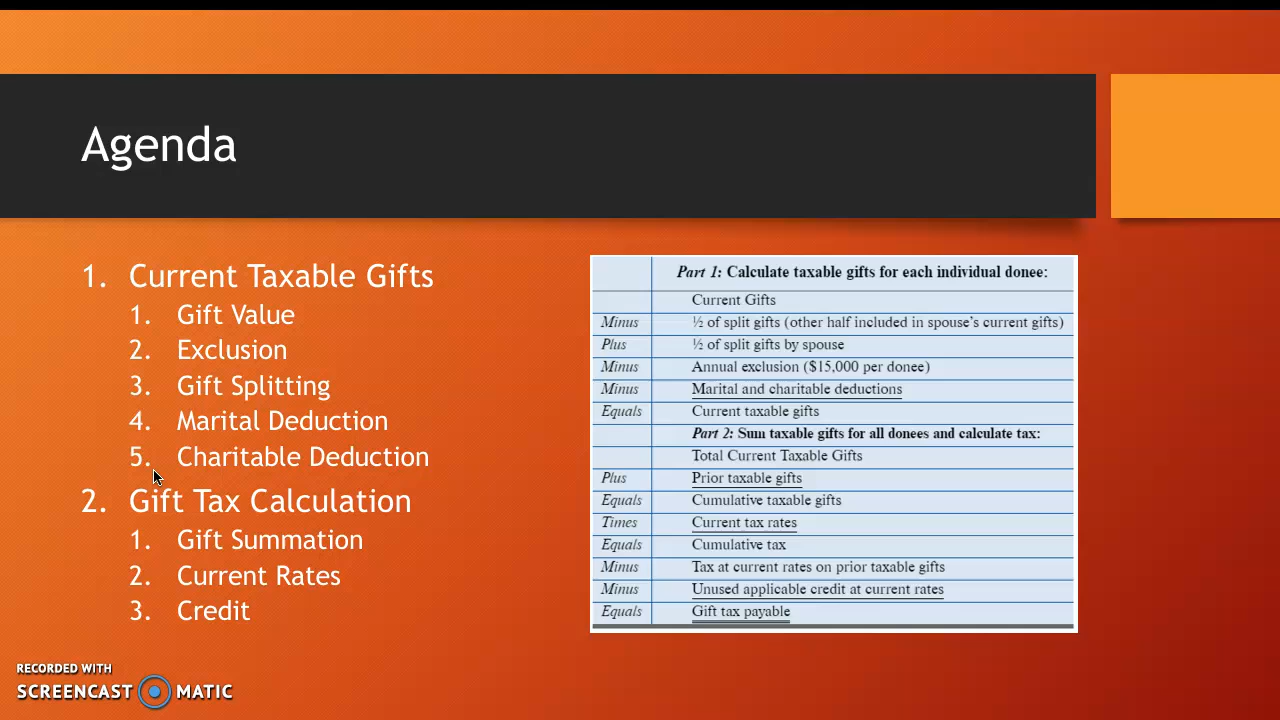 Agenda
1. Current Taxable Gifts
1. Gift Value
2. Exclusion
3. Gift Splitting
4. Marital Deduction
5. Charitable Deduction
2. Gift Tax Calculation
1. Gift Summation
2. Current Rates
3. Credit
Part 1: Calculate taxable gifts for each individual donee:
Current Gifts
Minus ½ of split gifts (other half included in spouse's current gifts)
Plus ½ of split gifts by spouse
Minus Annual exclusion ($15,000 per donee)
Minus Marital and charitable deductions
Equals Current taxable gifts
Part 2: Sum taxable gifts for all donees and calculate tax:
Total Current Taxable Gifts
Plus Prior taxable gifts
Equals Cumulative taxable gifts
Times Current tax rates
Equals Cumulative tax
Minus Tax at current rates on prior taxable gifts
Minus Unused applicable credit at current rates
Equals Gift tax payable
RECORDED WITH
SCREENCAST MATIC